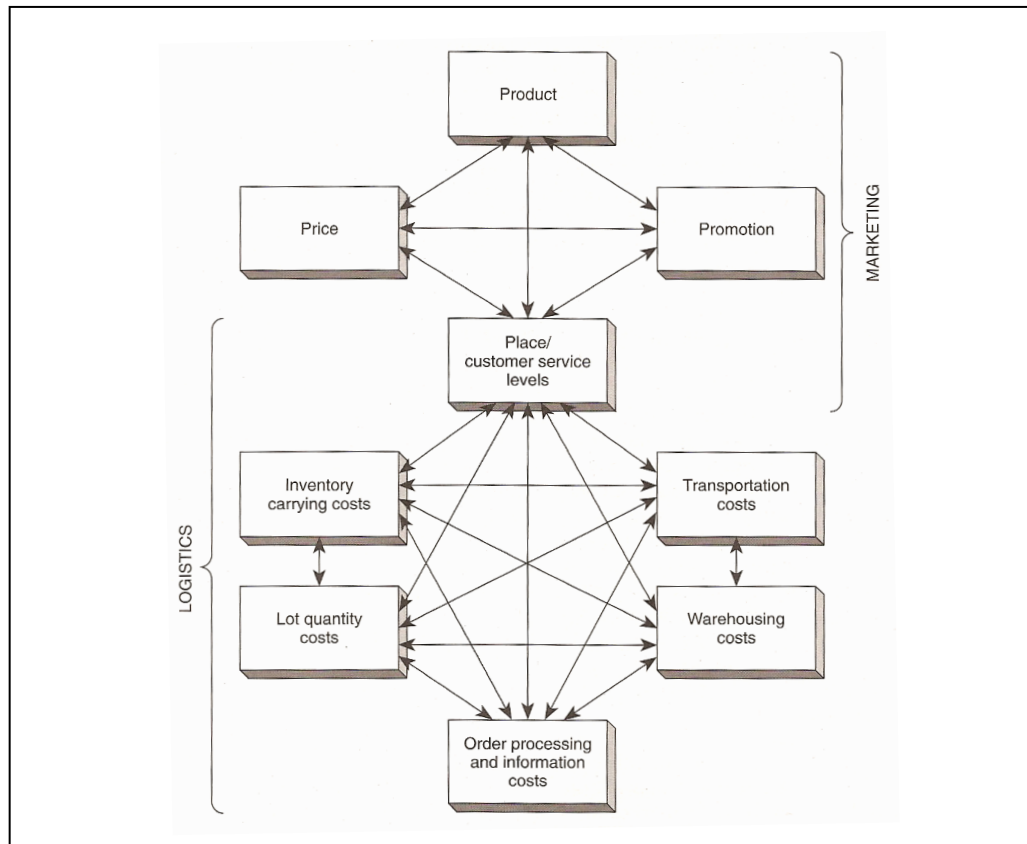 Product
Price
Promotion
MARKETING
Place/
customer service
levels
Inventory
carrying costs
Transportation
costs
LOGISTICS
Lot quantity
costs
Warehousing
costs
Order processing
and information
costs